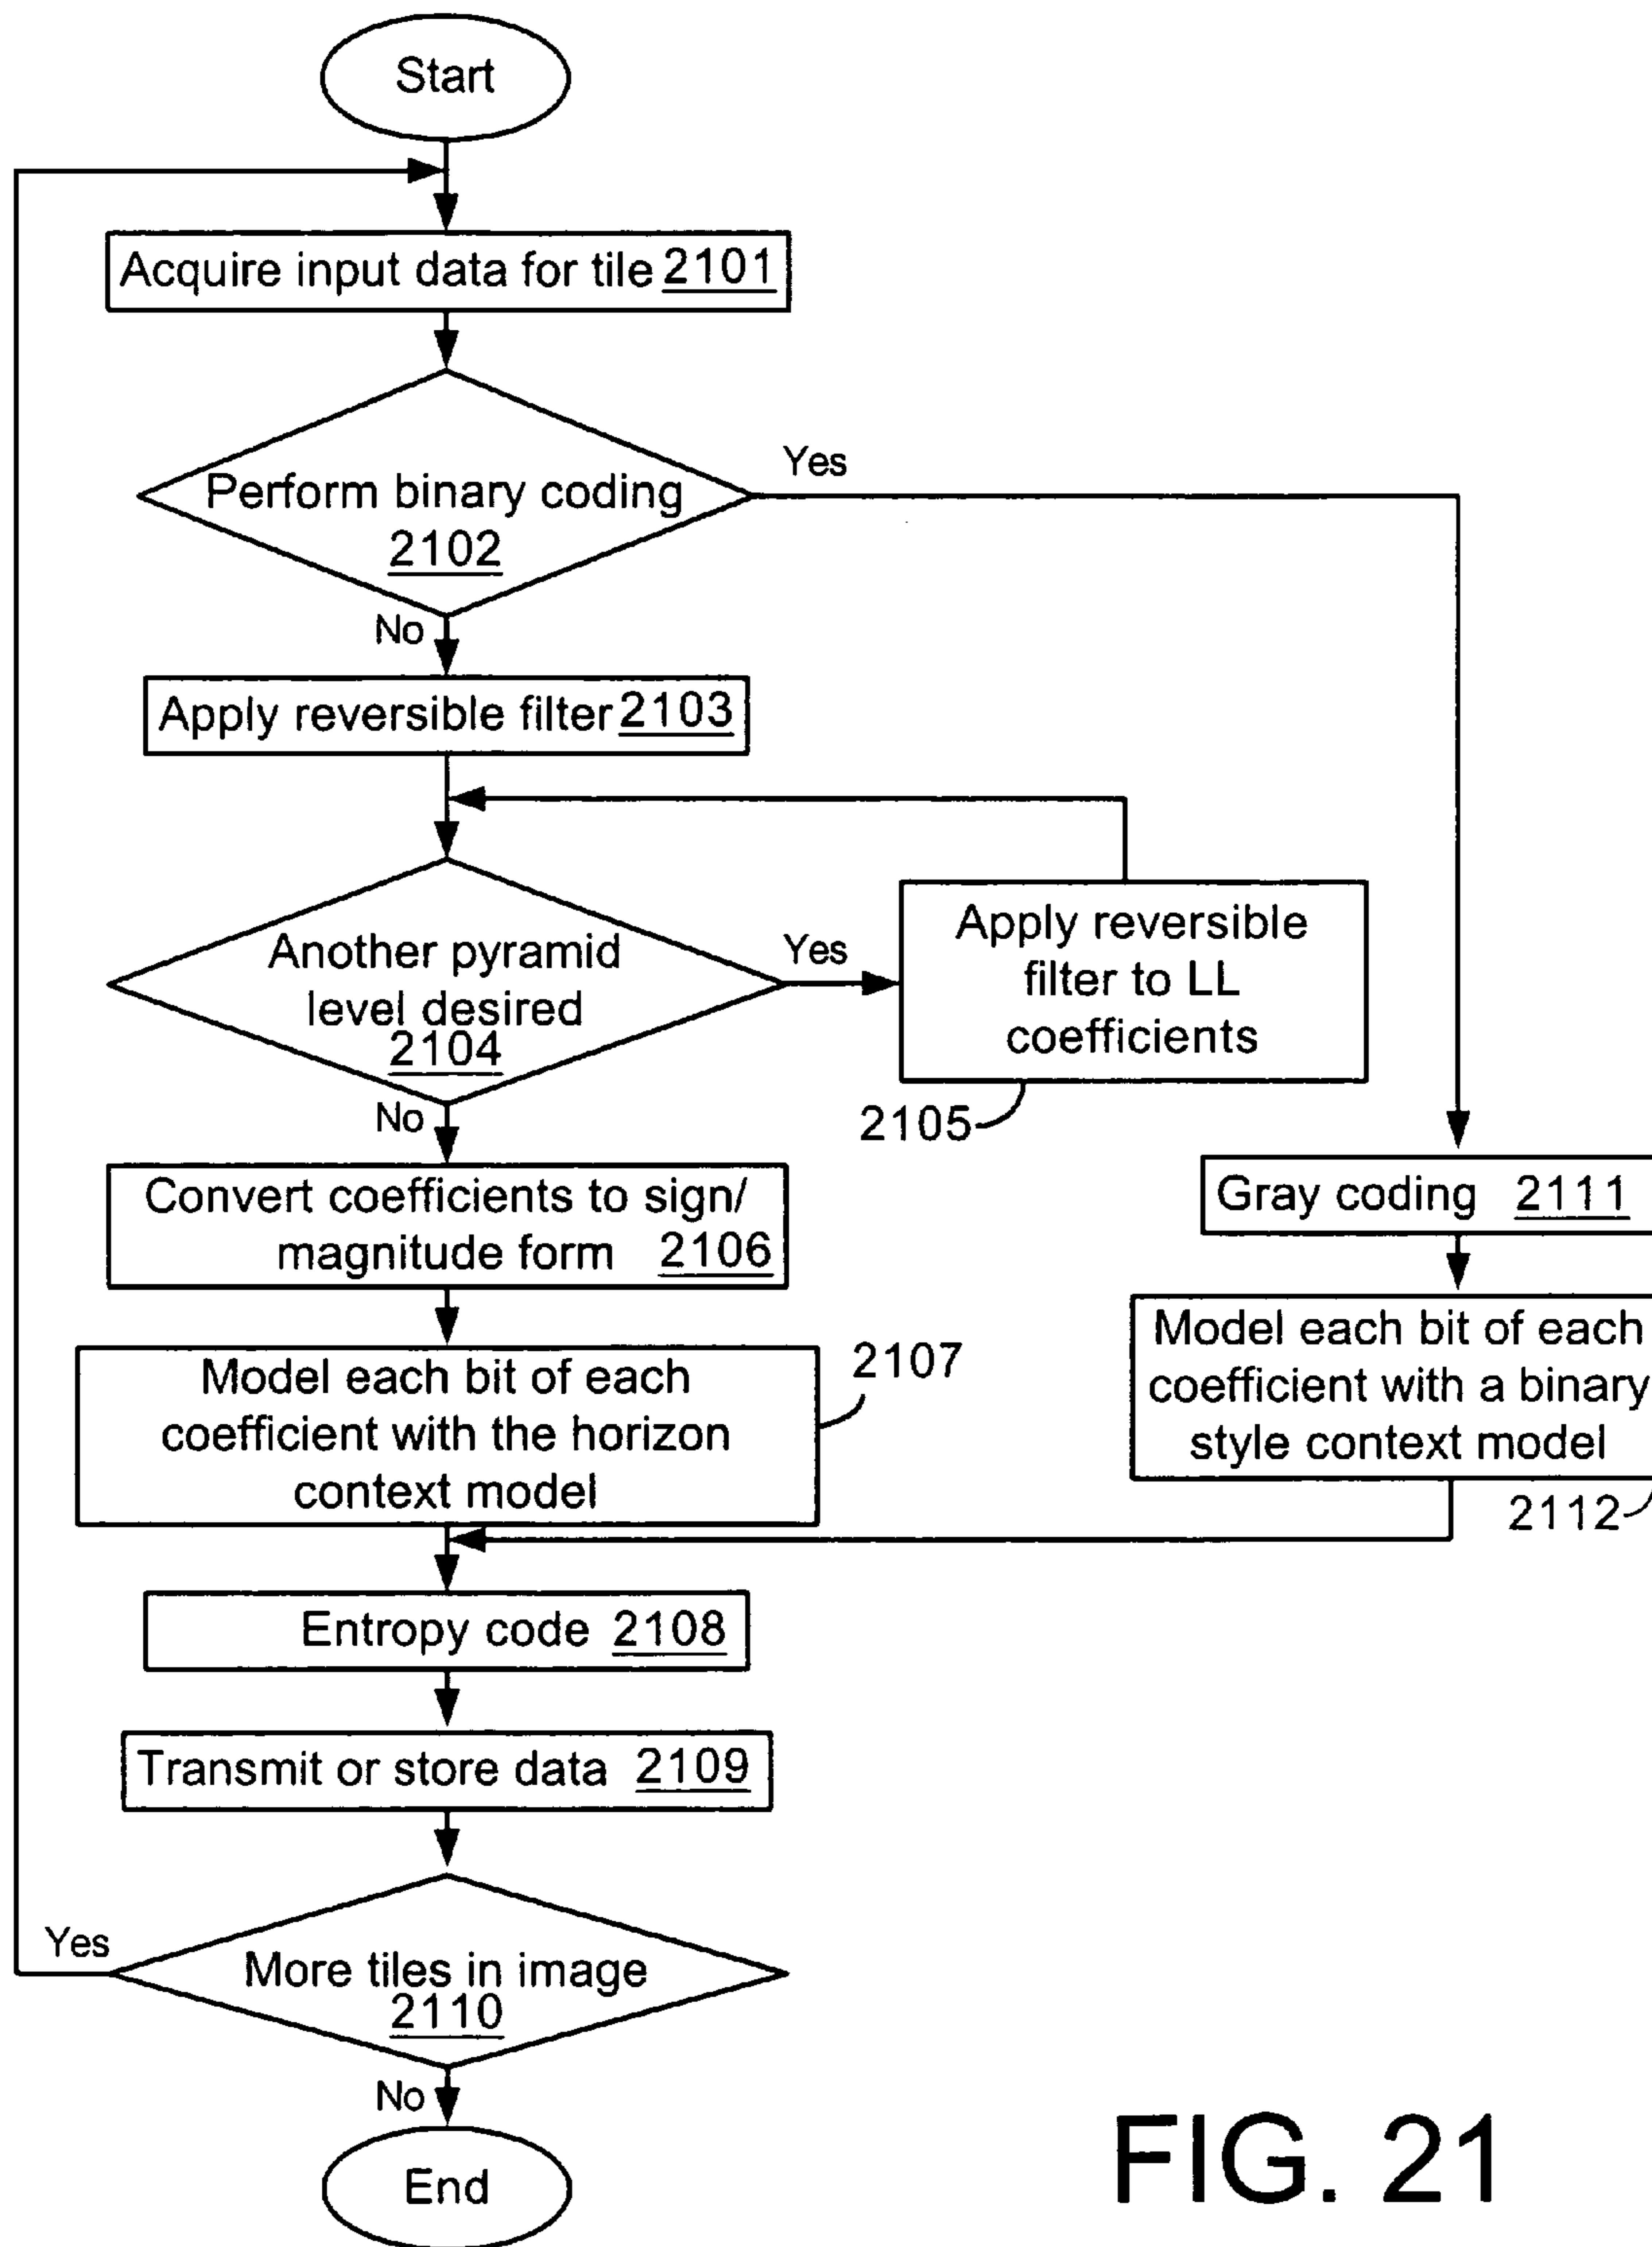 Start
Acquire input data for tile 2101
Yes
Perform binary coding
2102
No
Apply reversible filter 2103
Another pyramid
level desired
2104
Yes
Apply reversible
filter to LL
coefficients
2105
No
Convert coefficients to sign/
magnitude form 2106
Gray coding 2111
Model each bit of each
coefficient with the horizon
context model
2107
Model each bit of each
coefficient with a binary
style context model
2112
Entropy code 2108
Transmit or store data 2109
Yes
More tiles in image
2110
No
End
FIG. 21